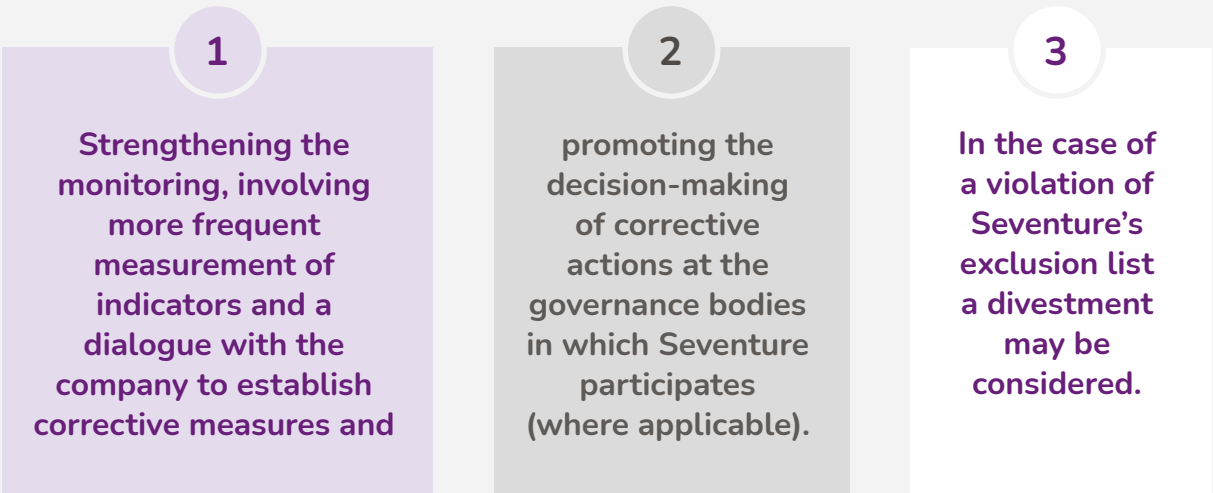 1
Strengthening the
monitoring, involving
more frequent
measurement of
indicators and a
dialogue with the
company to establish
corrective measures and
2
promoting the
decision-making
of corrective
actions at the
governance bodies
in which Seventure
participates
(where applicable).
3
In the case of
a violation of
Seventure’s
exclusion list
a divestment
may be
considered.